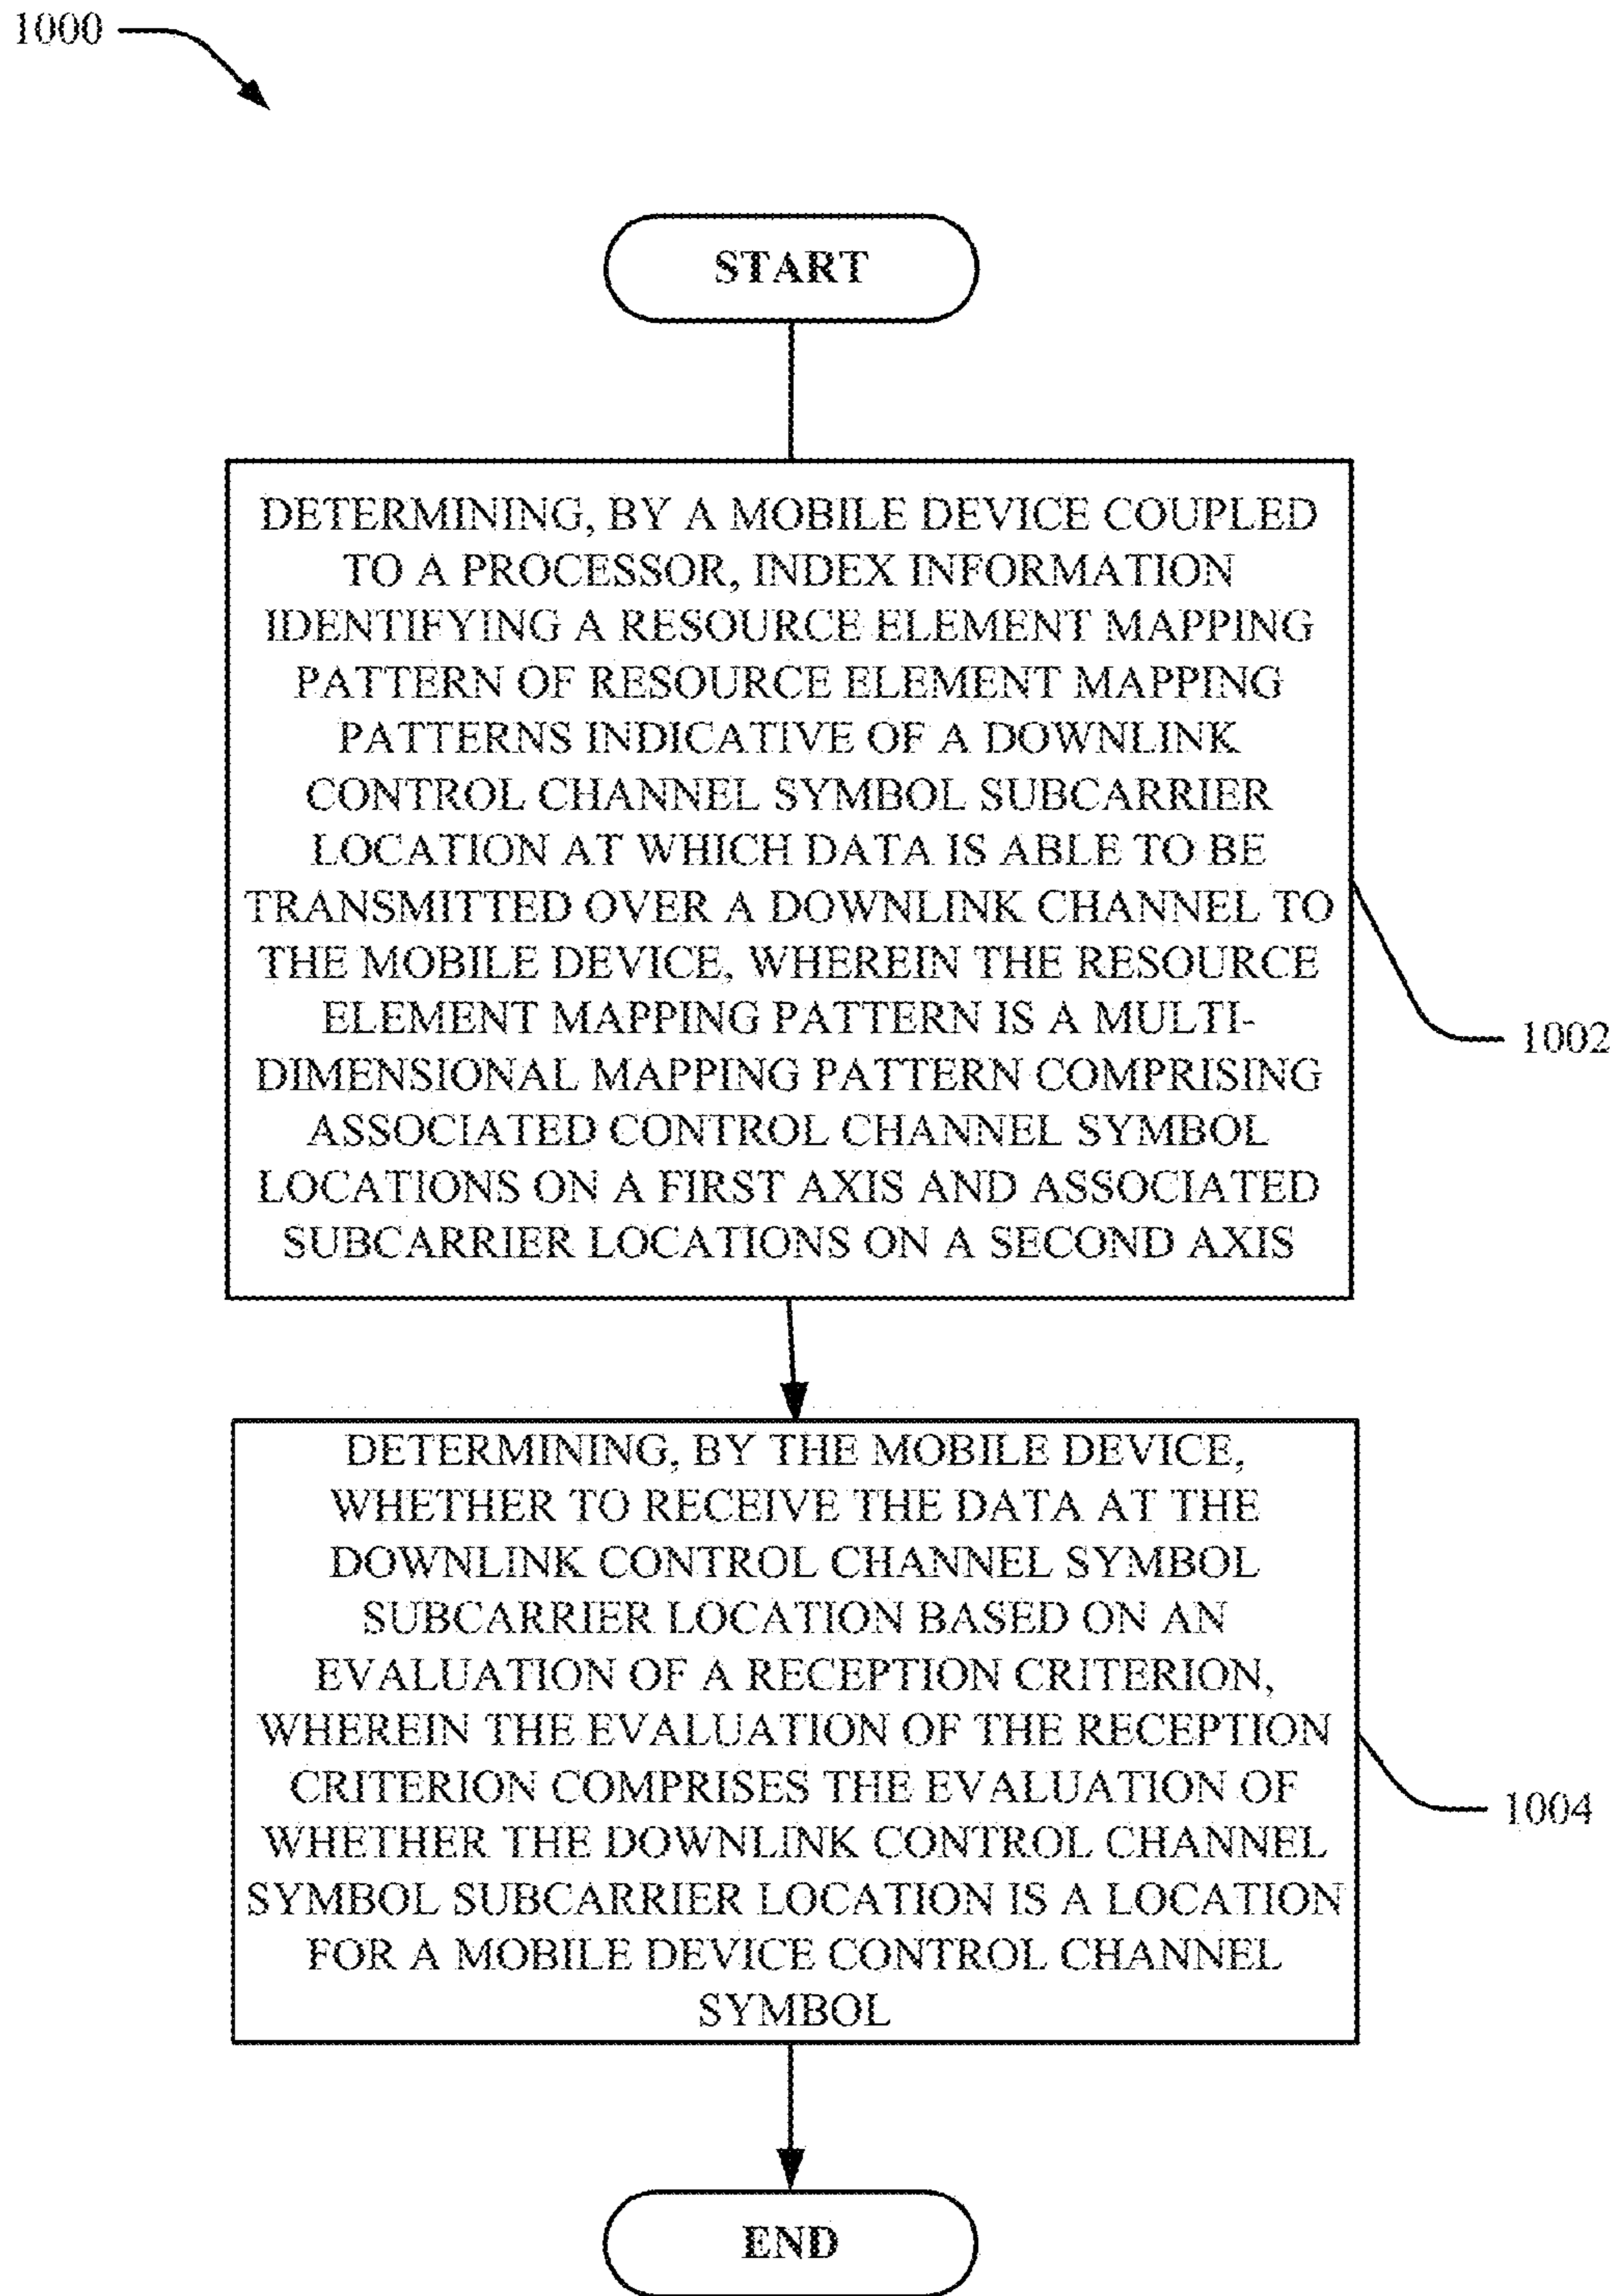 1000
START
DETERMINING, BY A MOBILE DEVICE COUPLED
TO A PROCESSOR, INDEX INFORMATION
IDENTIFYING A RESOURCE ELEMENT MAPPING
PATTERN OF RESOURCE ELEMENT MAPPING
PATTERNS INDICATIVE OF A DOWNLINK
CONTROL CHANNEL SYMBOL SUBCARRIER
LOCATION AT WHICH DATA IS ABLE TO BE
TRANSMITTED OVER A DOWNLINK CHANNEL TO
THE MOBILE DEVICE, WHEREIN THE RESOURCE
ELEMENT MAPPING PATTERN IS A MULTI-
DIMENSIONAL MAPPING PATTERN COMPRISING
ASSOCIATED CONTROL CHANNEL SYMBOL
LOCATIONS ON A FIRST AXIS AND ASSOCIATED
SUBCARRIER LOCATIONS ON A SECOND AXIS
1002
DETERMINING, BY THE MOBILE DEVICE,
WHETHER TO RECEIVE THE DATA AT THE
DOWNLINK CONTROL CHANNEL SYMBOL
SUBCARRIER LOCATION BASED ON AN
EVALUATION OF A RECEPTION CRITERION,
WHEREIN THE EVALUATION OF THE RECEPTION
CRITERION COMPRISES THE EVALUATION OF
WHETHER THE DOWNLINK CONTROL CHANNEL
SYMBOL SUBCARRIER LOCATION IS A LOCATION
FOR A MOBILE DEVICE CONTROL CHANNEL
SYMBOL
1004
END